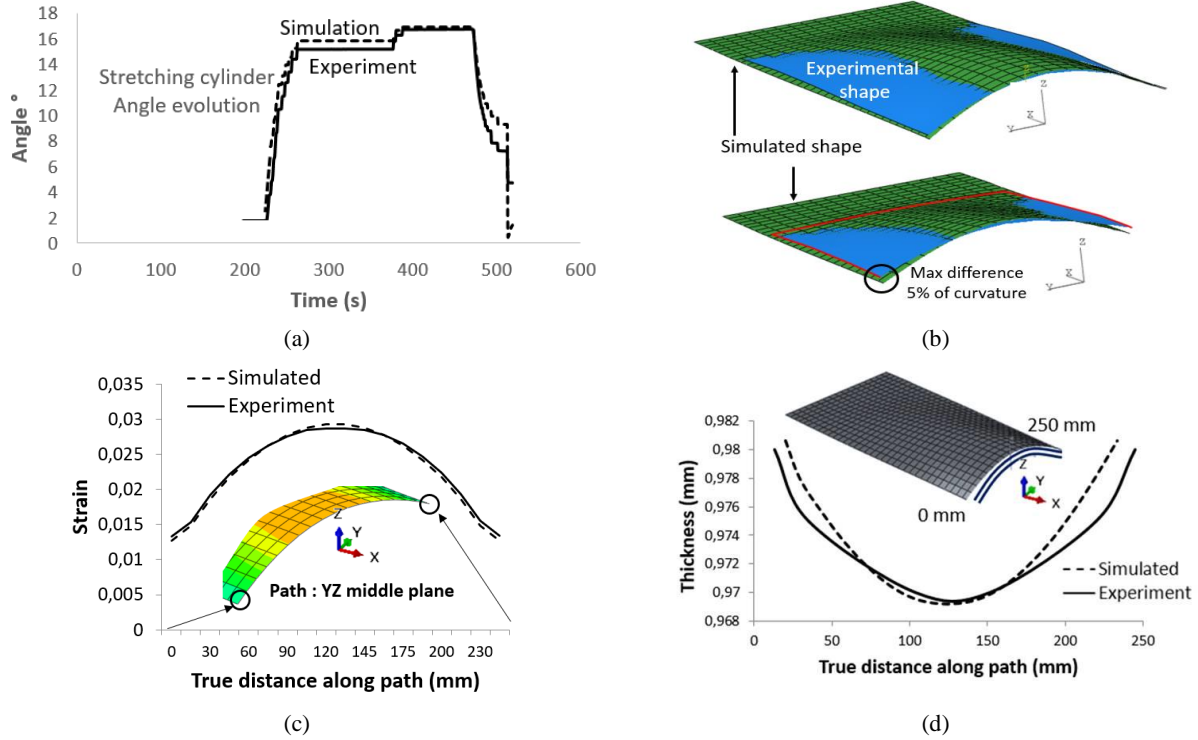 18
16
14
12
10
8
6
4
2
0
Angle °
Simulation
Experiment
Stretching cylinder
Angle evolution
0 100 200 300 400 500 600
Time (s)
(a)
Experimental
shape
Simulated shape
Z
X
Y
Z
X
Y
Max difference
5% of curvature
(b)
0,035
0,03
0,025
0,02
0,015
0,01
0,005
0
Strain
Simulated
Experiment
Z
Y
X
Path : YZ middle plane
0 30 60 90 120 145 175 200 230
True distance along path (mm)
(c)
0,982
0,98
0,976
0,974
0,972
0,97
0,968
Thickness (mm)
250 mm
Z
Y
X
0 mm
Simulated
Experiment
0 50 100 150 200 250
True distance along path (mm)
(d)